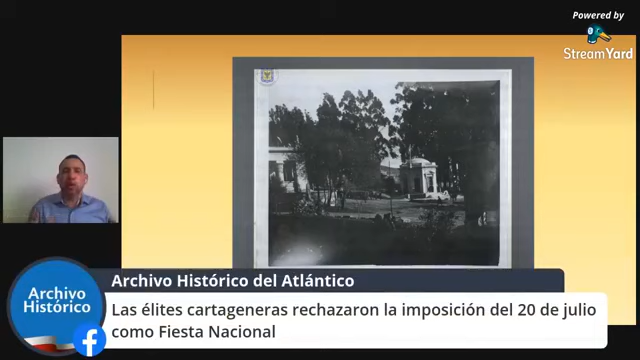 Powered by
StreamYard
Archivo Histórico del Atlántico
Archivo
Histórico
Las élites cartageneras rechazaron la imposición del 20 de julio
como Fiesta Nacional